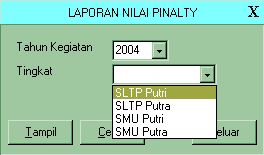 LAPORAN NILAI PINALTY X
Tahun Kegiatan 2004
Tingkat
SLTP Putri
SLTP Putra
SMU Putri
SMU Putra
Tampil